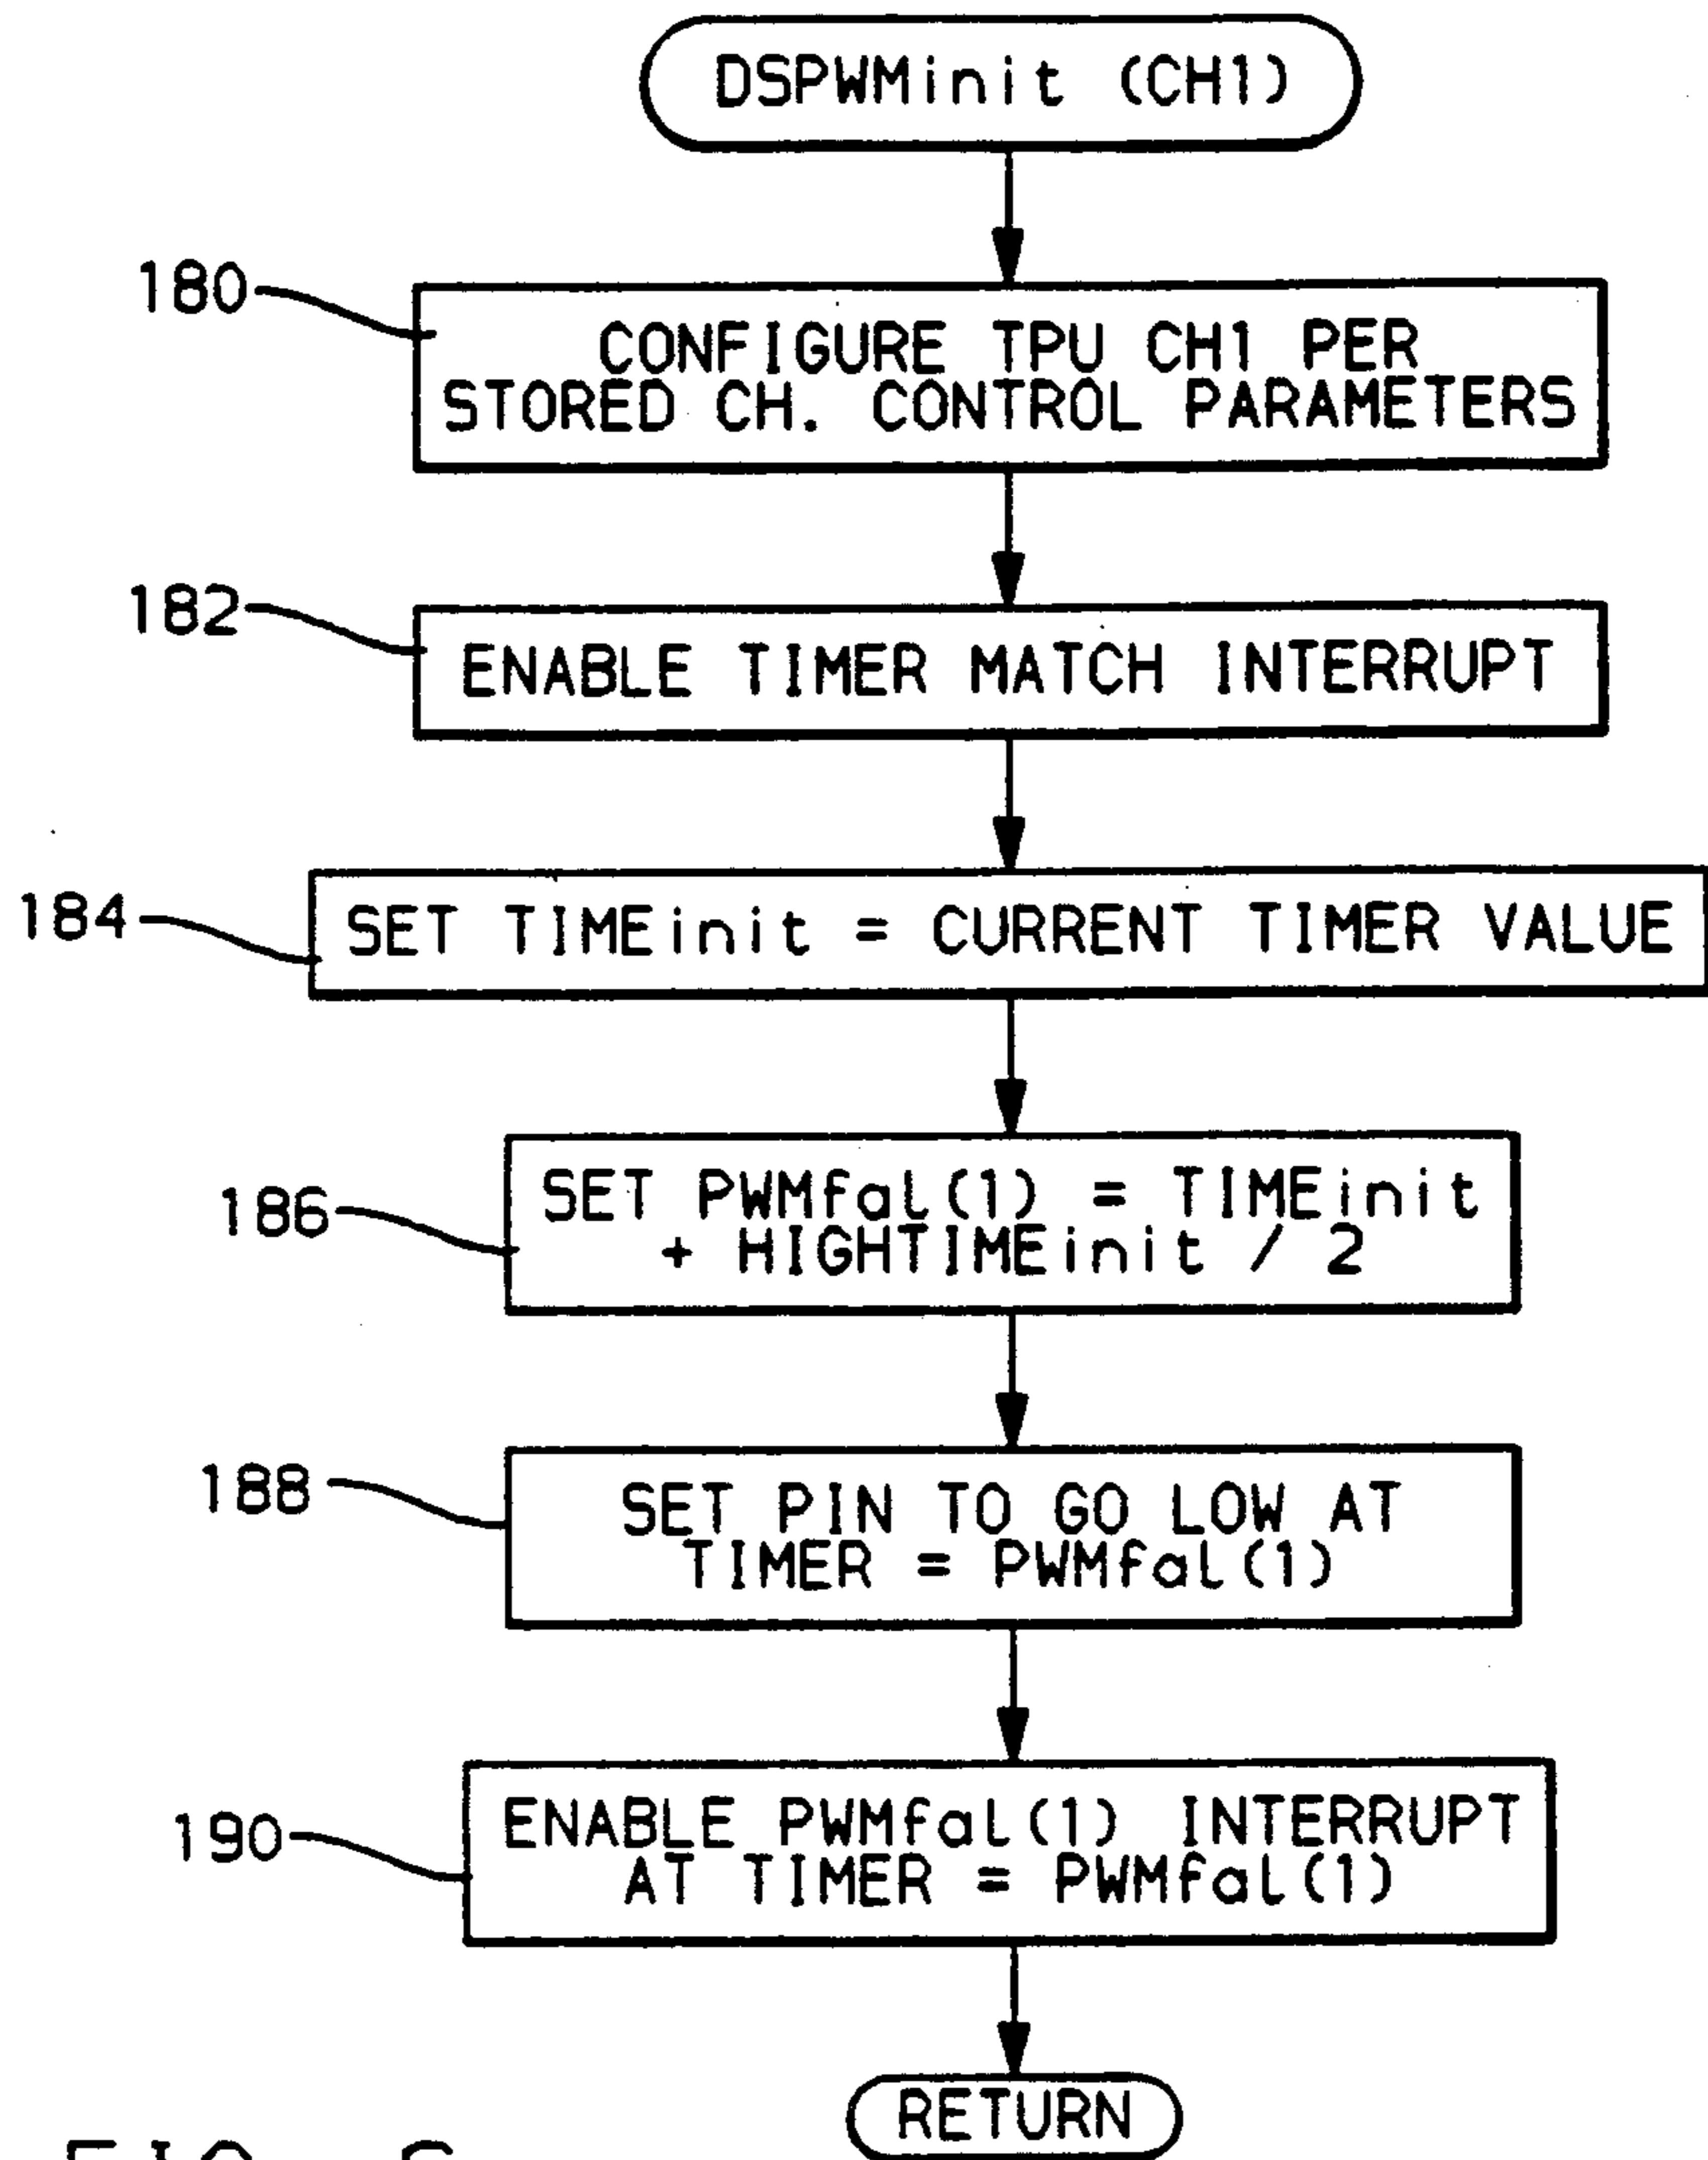 DSPWMinit (CH1)
180
CONFIGURE TPU CH1 PER
STORED CH. CONTROL PARAMETERS
182
ENABLE TIMER MATCH INTERRUPT
184
SET TIMEinit = CURRENT TIMER VALUE
186
SET PWMfal(1) = TIMEinit
+ HIGHTIMEinit / 2
188
SET PIN TO GO LOW AT
TIMER = PWMfal(1)
190
ENABLE PWMfal(1) INTERRUPT
AT TIMER = PWMfal(1)
RETURN